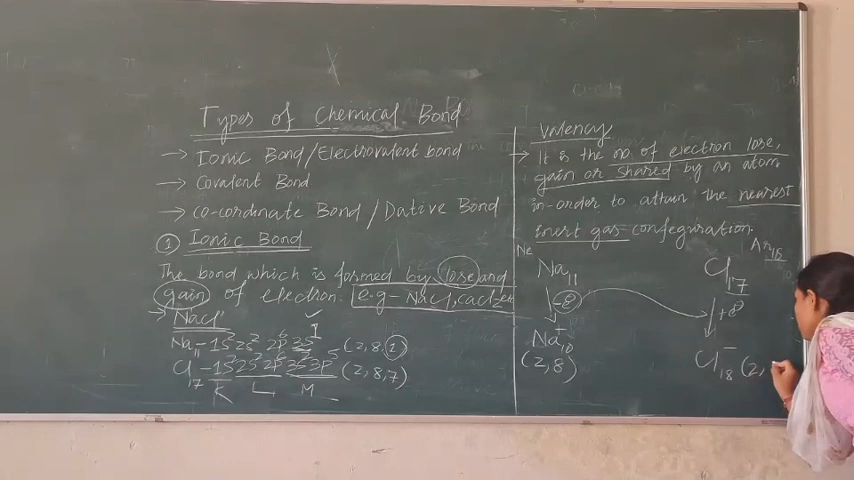 Types of Chemical Bond
→ Ionic Bond/Electrovalent bond
→ Covalent Bond
→ co-cordinate Bond/Dative Bond
① Ionic Bond
The bond which is formed by lose and
gain of electron. e.g - NaCl, CaCl2 etc
→ NaCl
Na11 - 1s² 2s² 2p⁶ 3s¹ (2,8,1)
Cl17 - 1s² 2s² 2p⁶ 3s² 3p⁵ (2,8,7)
K L M
Valency
→ It is the no. of electron lose,
gain or shared by an atom
in-order to attain the nearest
inert gas confegiration.
Ne
Na11
-e
Na+10
(2,8)
Ar18
Cl17
+e
Cl-18 (2,